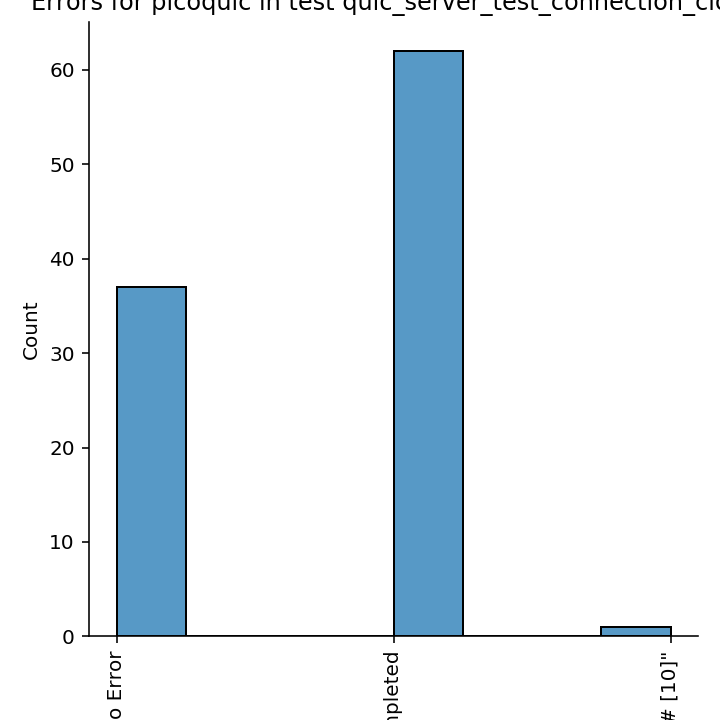 Errors for picoquic in test quic_server_test_connection_clo
60
50
40
30
20
10
0
Count
o Error
mpleted
# [10]"